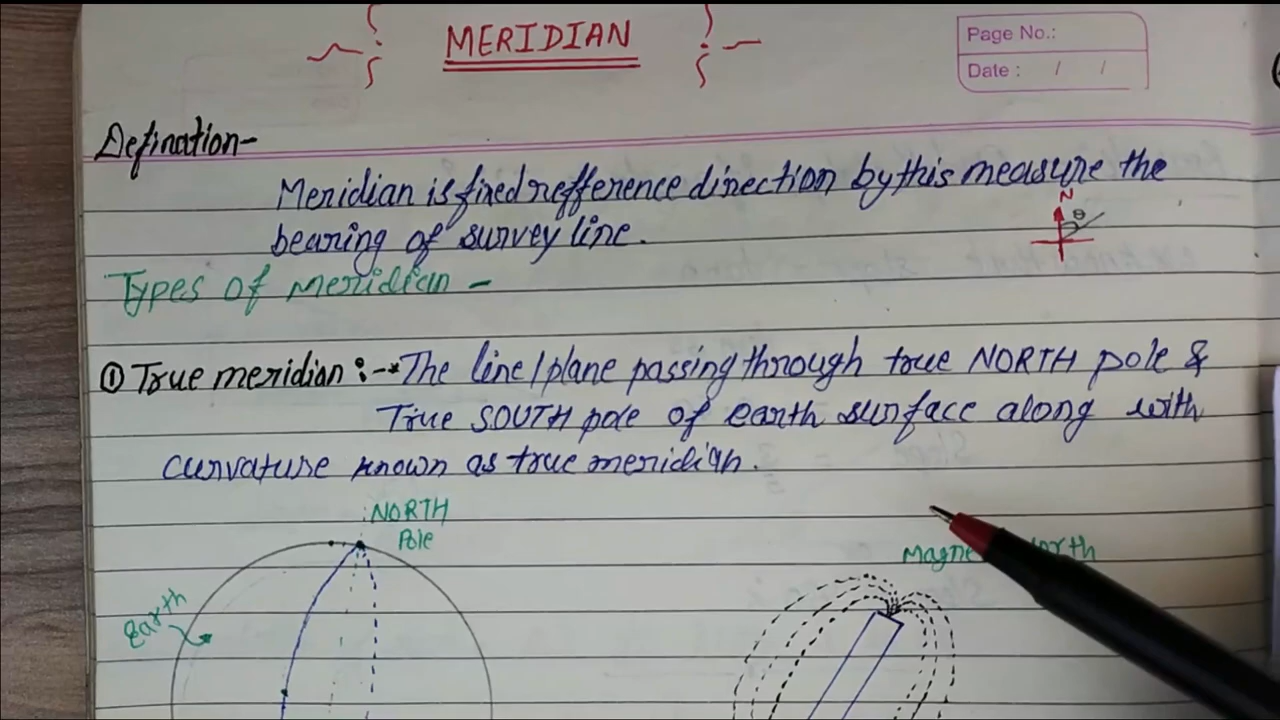 MERIDIAN
Page No.:
Date : / /
Defination-
Meridian is fixed refference direction by this measure the
bearing of survey line.
N
θ
Types of meridian -
① True meridian :-* The line/plane passing through true NORTH pole &
True SOUTH pole of earth surface along with
curvature known as true meridian.
NORTH
Pole
Earth